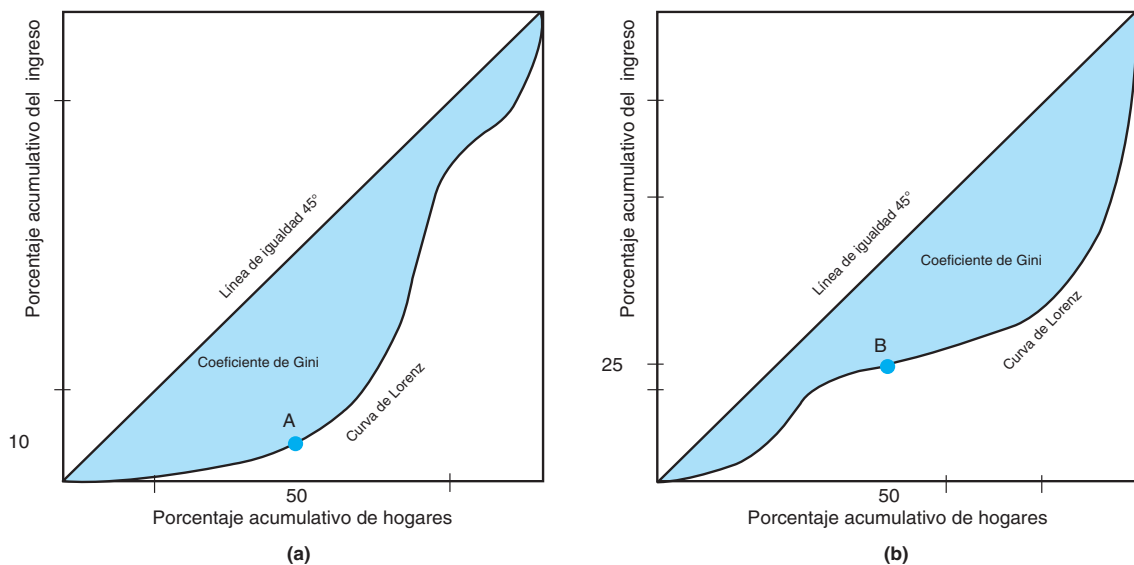 Porcentaje acumulativo del ingreso
Línea de igualdad 45°
Coeficiente de Gini
A
Curva de Lorenz
10
50
Porcentaje acumulativo de hogares
(a)
Porcentaje acumulativo del ingreso
Línea de igualdad 45°
Coeficiente de Gini
B
Curva de Lorenz
25
50
Porcentaje acumulativo de hogares
(b)